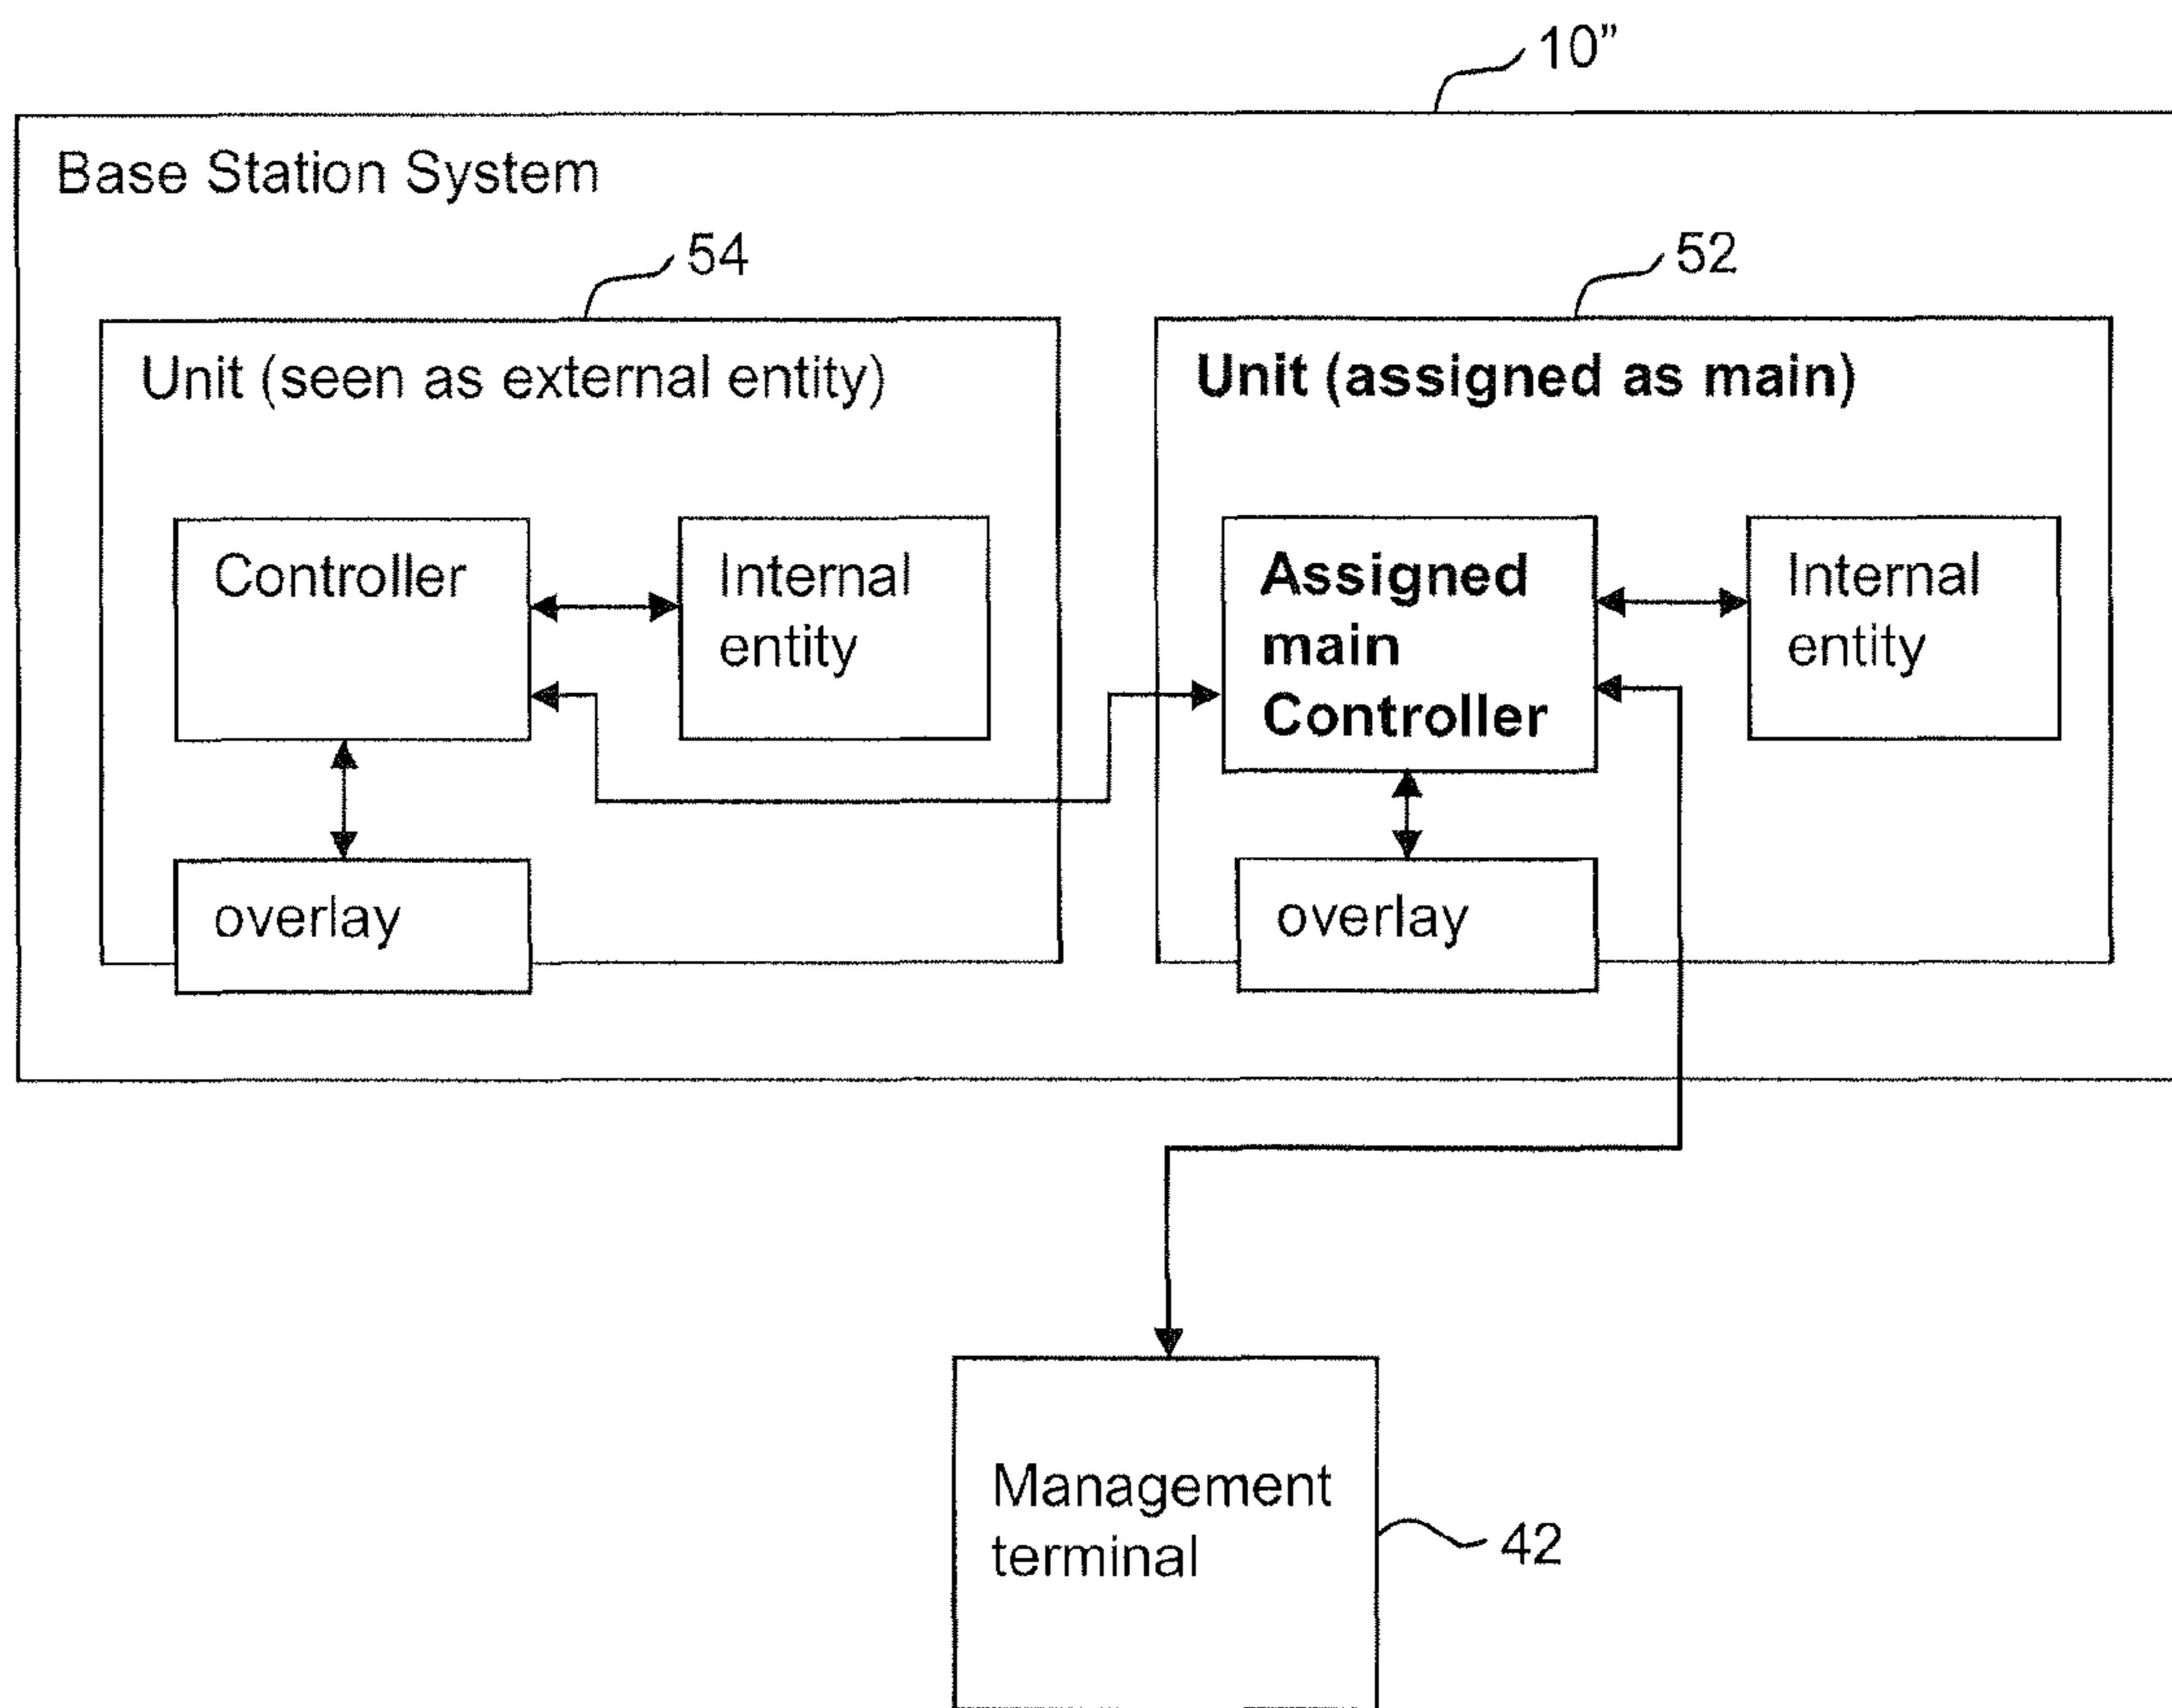 10”
Base Station System
54
52
Unit (seen as external entity)
Unit (assigned as main)
Controller
Internal
entity
Assigned
main
Controller
Internal
entity
overlay
overlay
Management
terminal
42